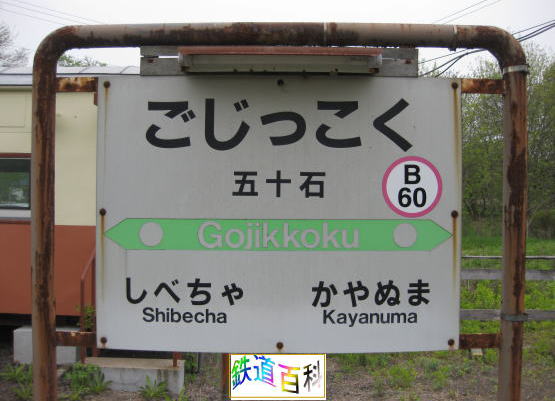 ごじっこく
五十石
B
60
Gojikkoku
しべちゃ かやぬま
Shibecha Kayanuma
鉄道百科